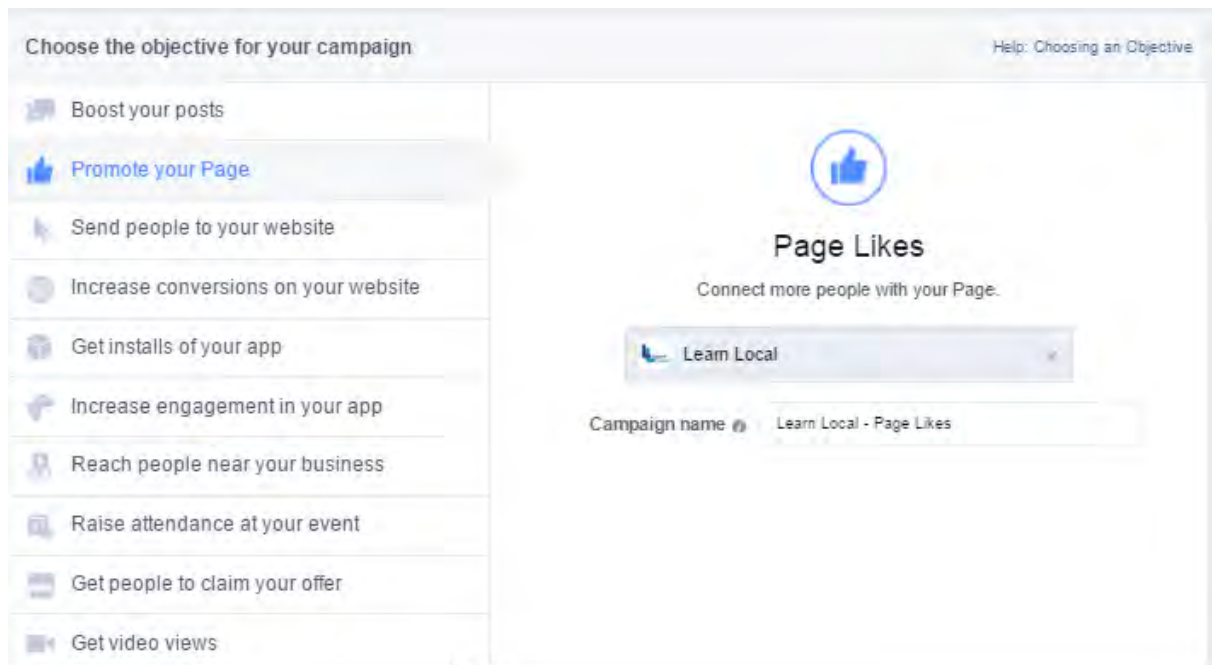 Choose the objective for your campaign
Help: Choosing an Objective
Boost your posts
Promote your Page
Send people to your website
Increase conversions on your website
Get installs of your app
Increase engagement in your app
Reach people near your business
Raise attendance at your event
Get people to claim your offer
Get video views
Page Likes
Connect more people with your Page.
Learn Local
Campaign name
Learn Local - Page Likes